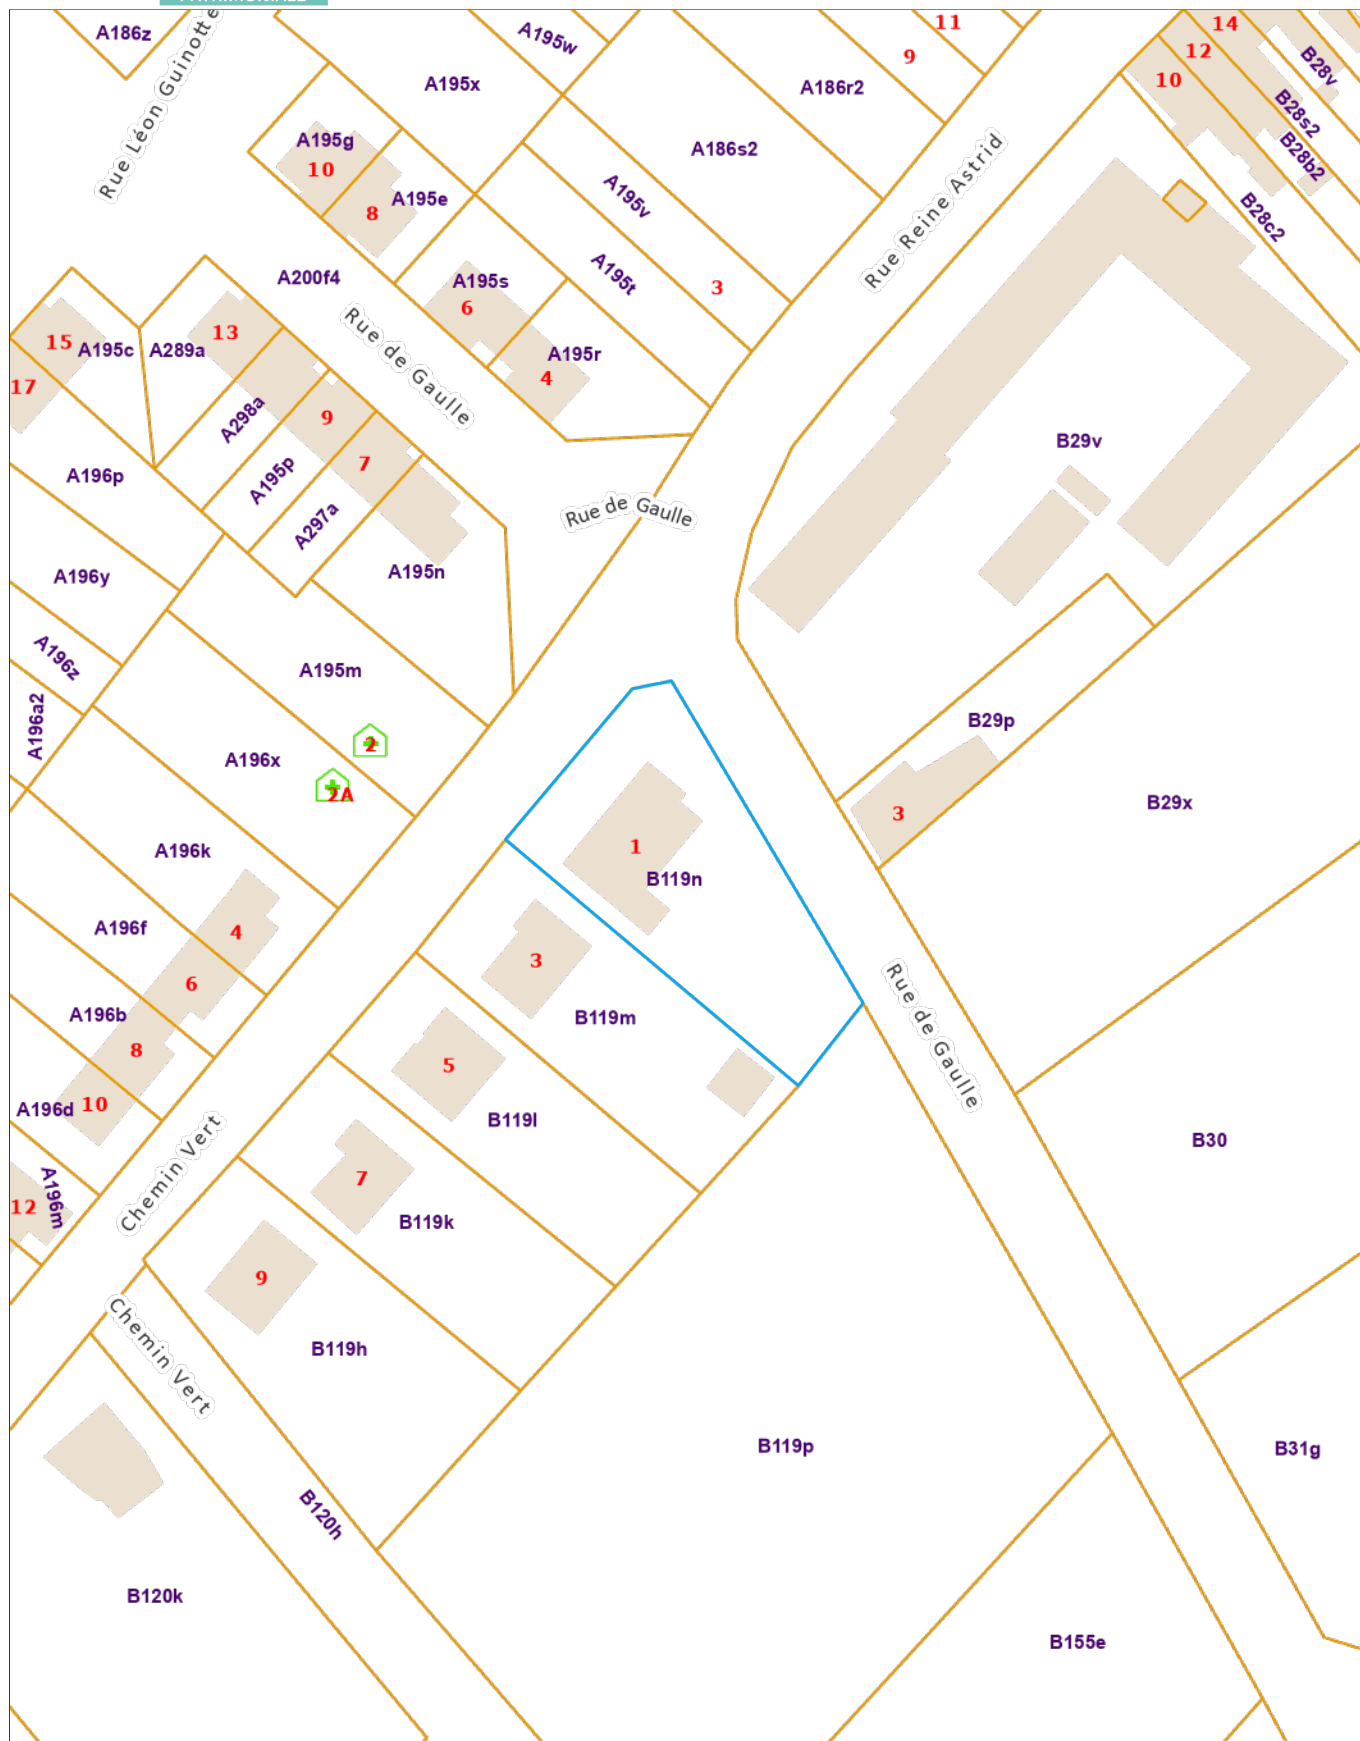 A186z
Rue Léon Guinotte
A195w
A195x
11
9
A186r2
14
12
10
B28v
B28s2
B28b2
B28c2
A195g
10
A195e
8
A186s2
A195v
A195t
3
Rue Reine Astrid
A200f4
A195s
6
A195r
4
Rue de Gaulle
15
A195c
17
A289a
13
A298a
9
A195p
7
A297a
A195n
A196p
Rue de Gaulle
B29v
A196y
A196z
A196a2
A195m
2
A196x
2A
B29p
3
B29x
A196k
1
B119n
A196f
4
6
3
B119m
Rue de Gaulle
A196b
8
A196d
10
5
B119l
B30
A196m
12
Chemin Vert
7
B119k
9
B119h
Chemin Vert
B119p
B31g
B120h
B120k
B155e